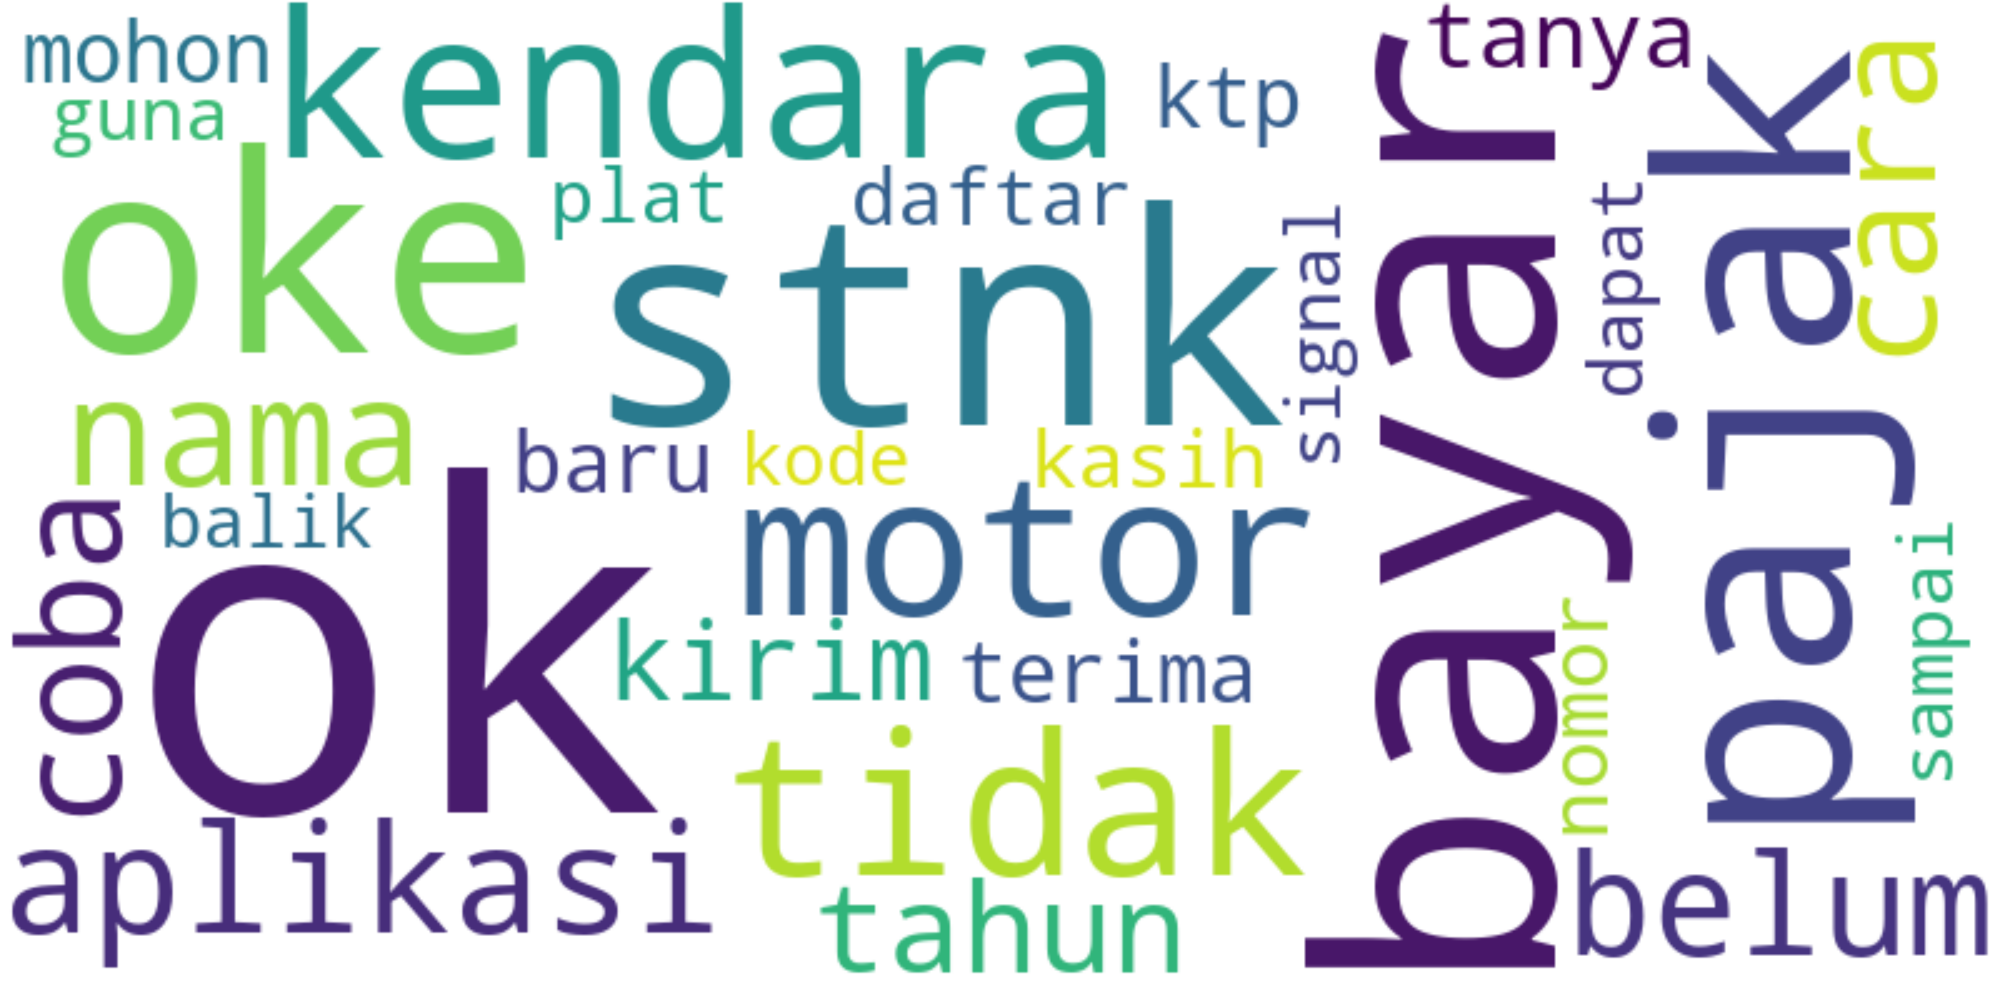 mohon
kendara
ktp
tanya
guna
oke
plat
daftar
stnk
signal
bayar
dapat
pajak
cara
nama
baru
kode
kasih
coba
balik
ok
motor
kirim
terima
nomor
sampai
tidak
aplikasi
tahun
belum